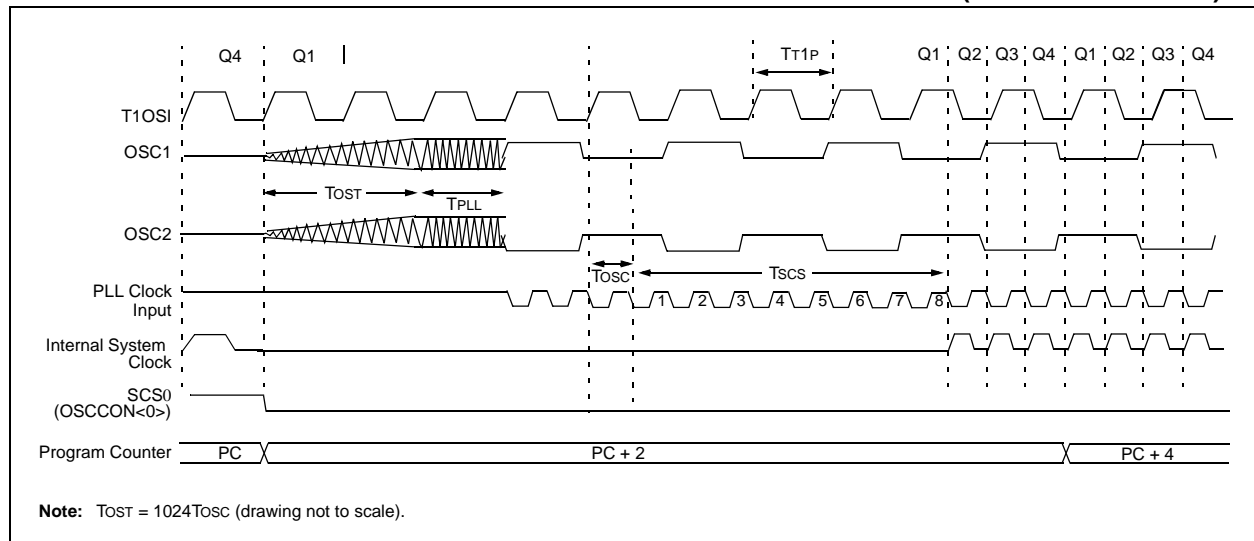 Q4 Q1 TT1P Q1 Q2 Q3 Q4 Q1 Q2 Q3 Q4
T1OSI
OSC1
TOST TPLL
OSC2
TOSC TSCS
PLL Clock
Input
1 2 3 4 5 6 7 8
Internal System
Clock
SCS0
(OSCCON<0>)
Program Counter PC PC + 2 PC + 4
Note: TOST = 1024TOSC (drawing not to scale).